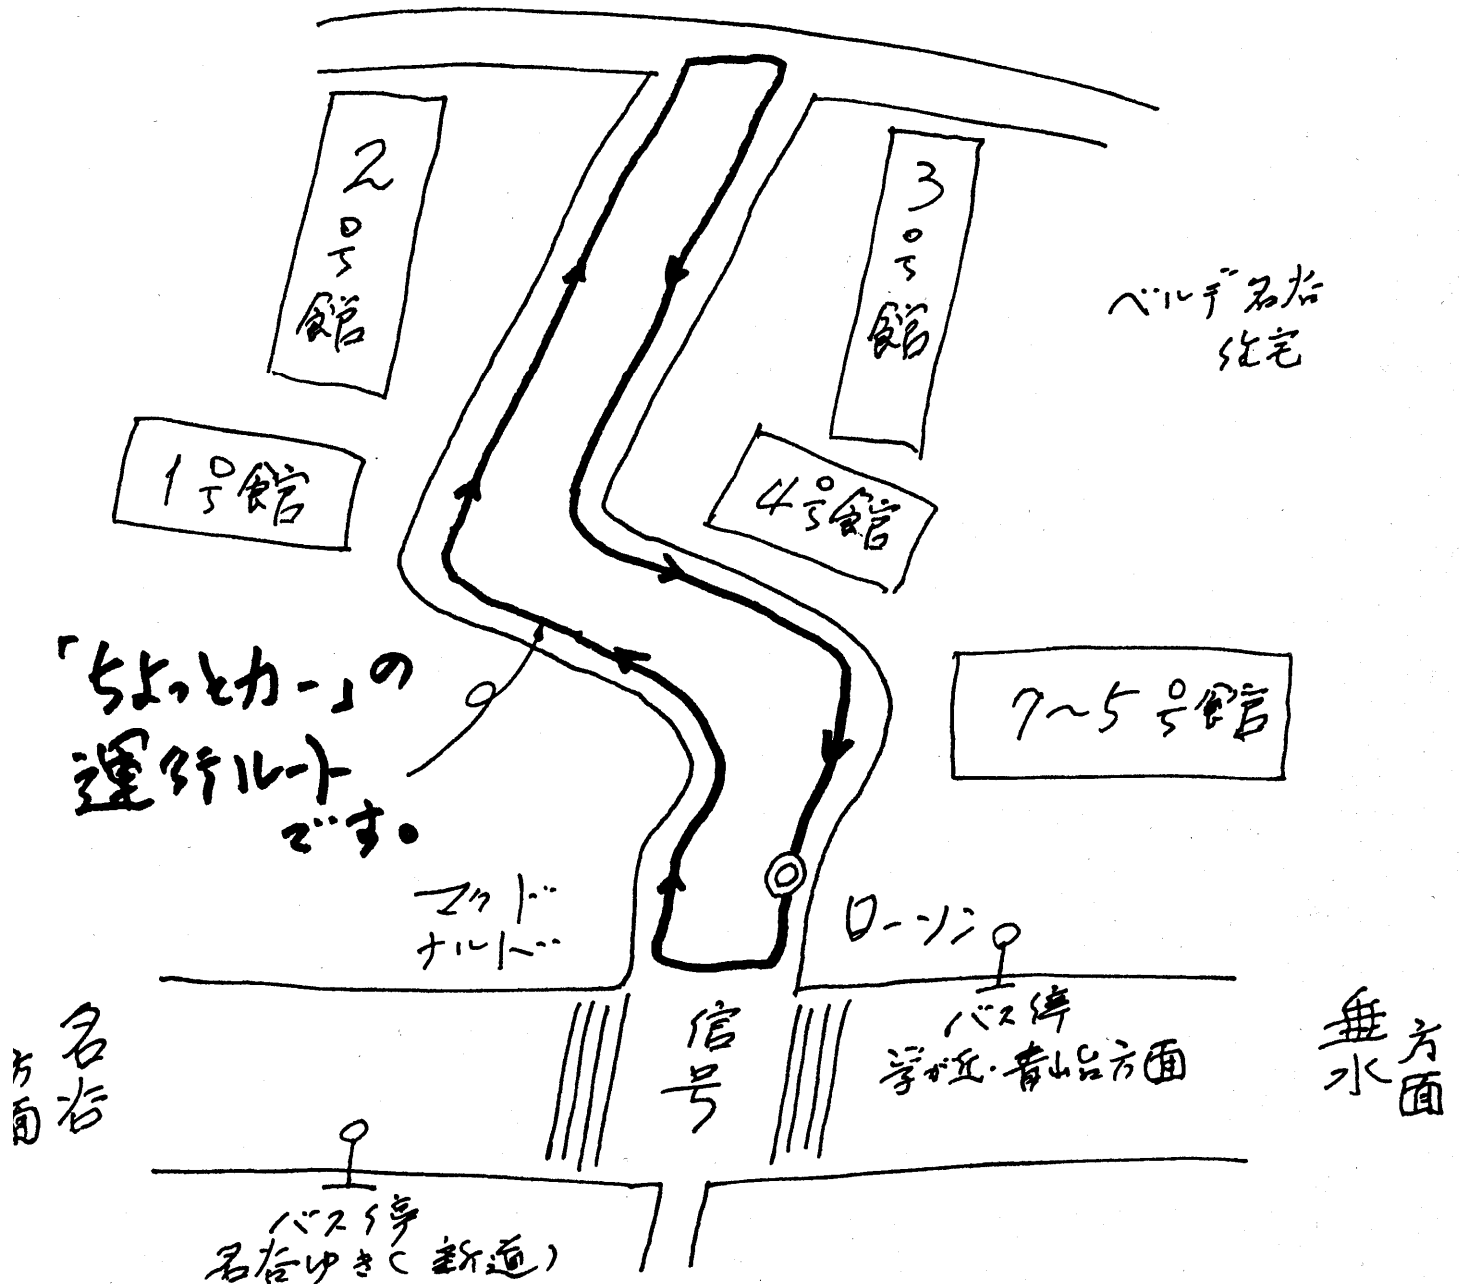 2号館
3号館
ベルデ名谷
住宅
1号館
4号館
「ちょっとカー」の
運行ルート
です。
7〜5号館
マクド
ナルド
ローソン
バス停
学が丘・青山台方面
信号
名谷
方面
垂水
方面
バス停
名谷ゆき(新道)